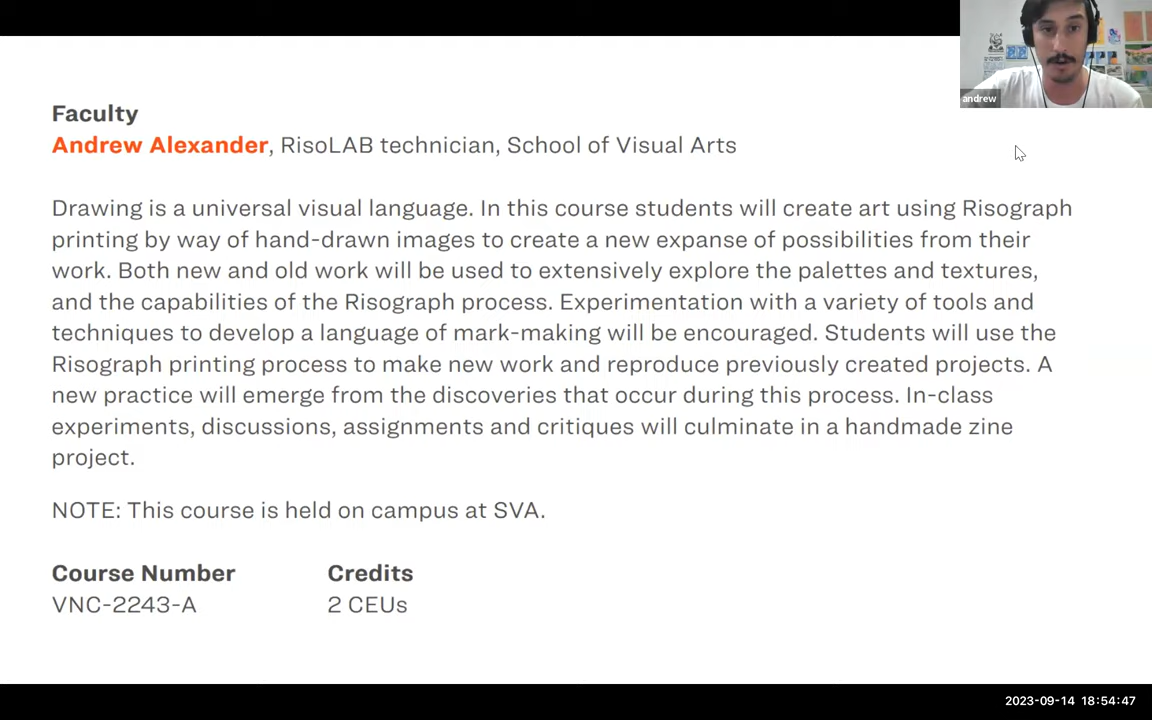 andrew
Faculty
Andrew Alexander, RisoLAB technician, School of Visual Arts
Drawing is a universal visual language. In this course students will create art using Risograph
printing by way of hand-drawn images to create a new expanse of possibilities from their
work. Both new and old work will be used to extensively explore the palettes and textures,
and the capabilities of the Risograph process. Experimentation with a variety of tools and
techniques to develop a language of mark-making will be encouraged. Students will use the
Risograph printing process to make new work and reproduce previously created projects. A
new practice will emerge from the discoveries that occur during this process. In-class
experiments, discussions, assignments and critiques will culminate in a handmade zine
project.
NOTE: This course is held on campus at SVA.
Course Number Credits
VNC-2243-A 2 CEUs
2023-09-14 18:54:47